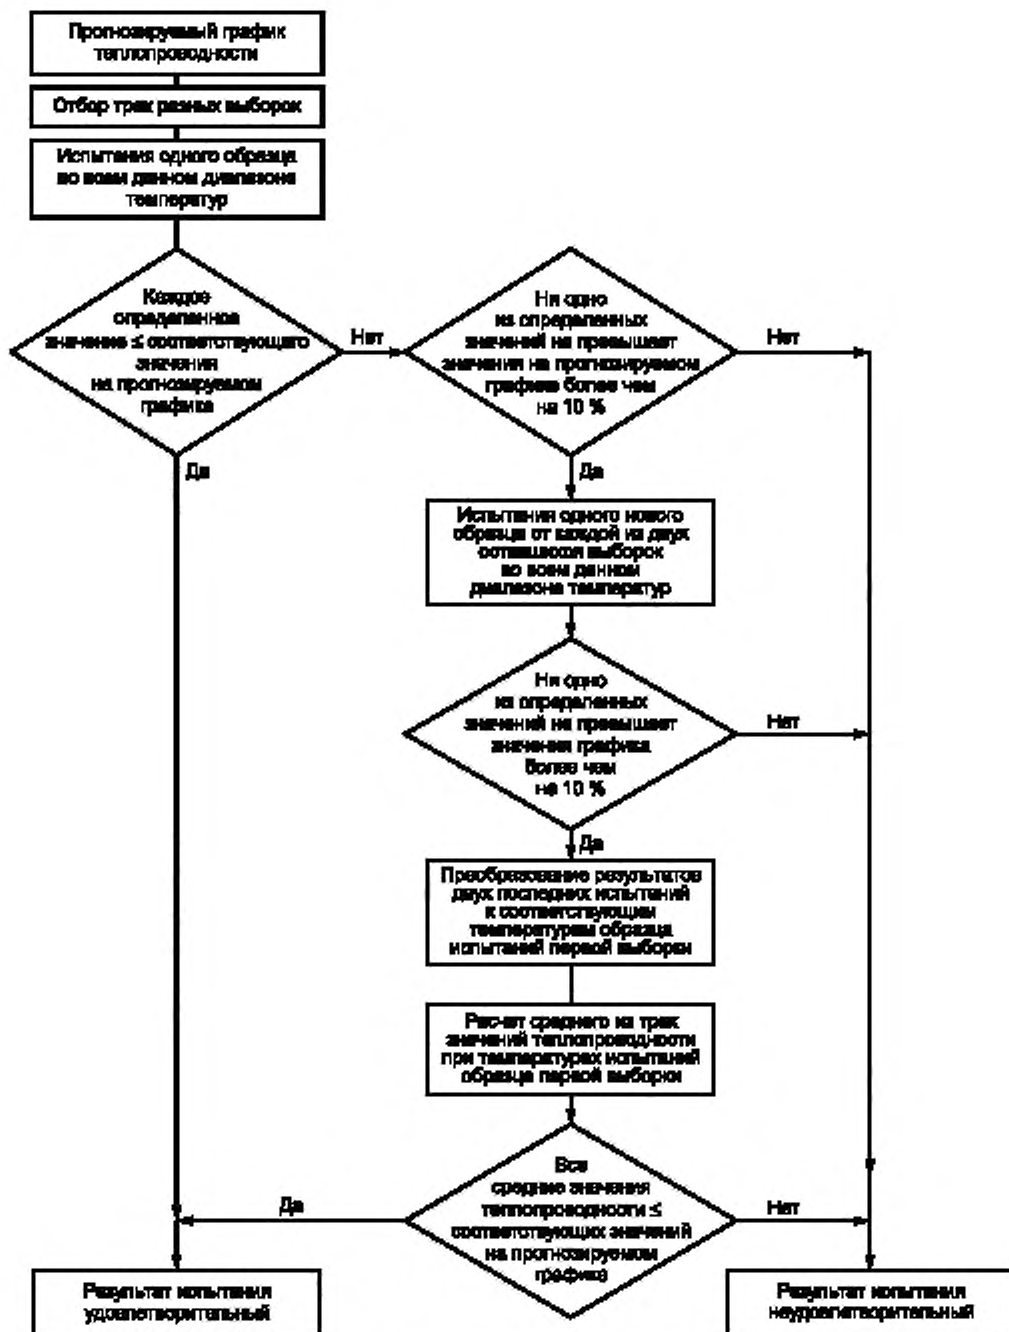 Прогнозируемый график
теплопроводности
Отбор трех разных выборок
Испытания одного образца
во всем данном диапазоне
температур
Каждое
определенное
значение ≤ соответствующего
значения
на прогнозируемом
графике
Нет
Да
Ни одно
из определенных
значений не превышает
значения на прогнозируемом
графике более чем
на 10 %
Нет
Да
Испытания одного нового
образца от каждой из двух
оставшихся выборок
во всем данном
диапазоне температур
Ни одно
из определенных
значений не превышает
значения графика
более чем
на 10 %
Нет
Да
Преобразование результатов
двух последних испытаний
к соответствующим
температурам образца
испытаний первой выборки
Расчет среднего из трех
значений теплопроводности
при температурах испытаний
образца первой выборки
Все
средние значения
теплопроводности ≤
соответствующих значений
на прогнозируемом
графике
Да
Нет
Результат испытания
удовлетворительный
Результат испытания
неудовлетворительный